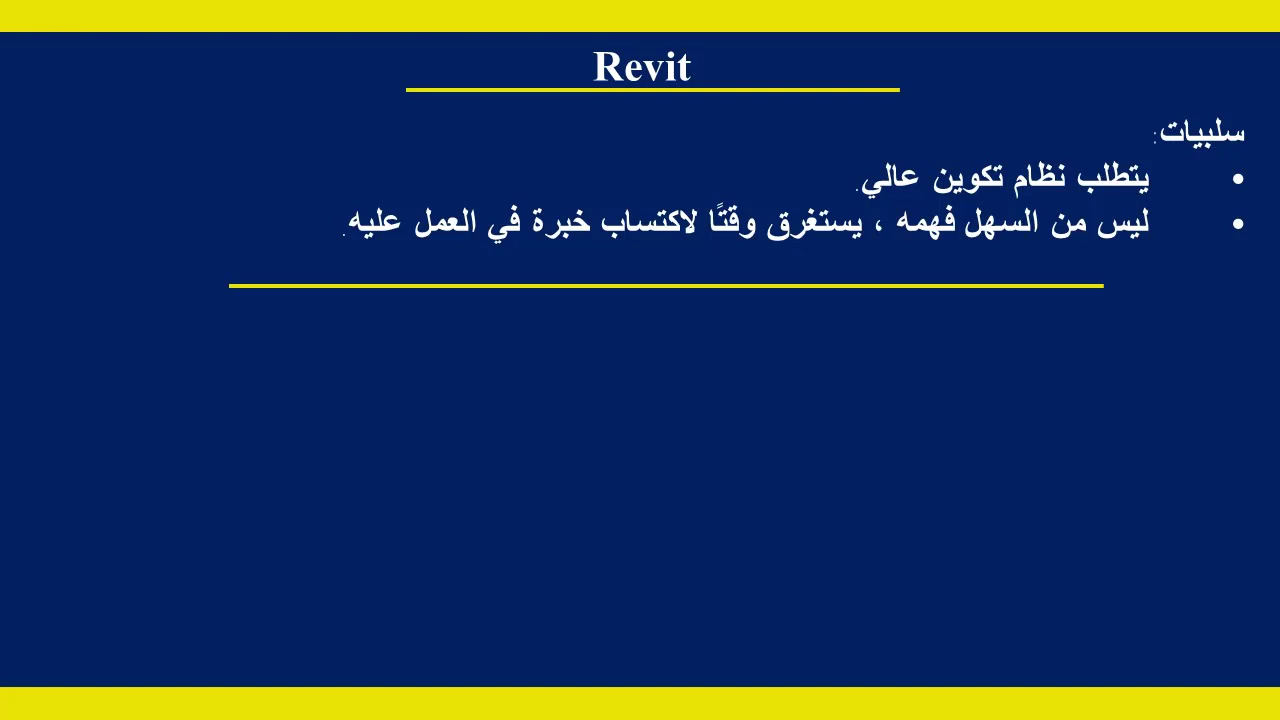 Revit
سلبيات:
• يتطلب نظام تكوين عالي.
• ليس من السهل فهمه ، يستغرق وقتًا لاكتساب خبرة في العمل عليه.